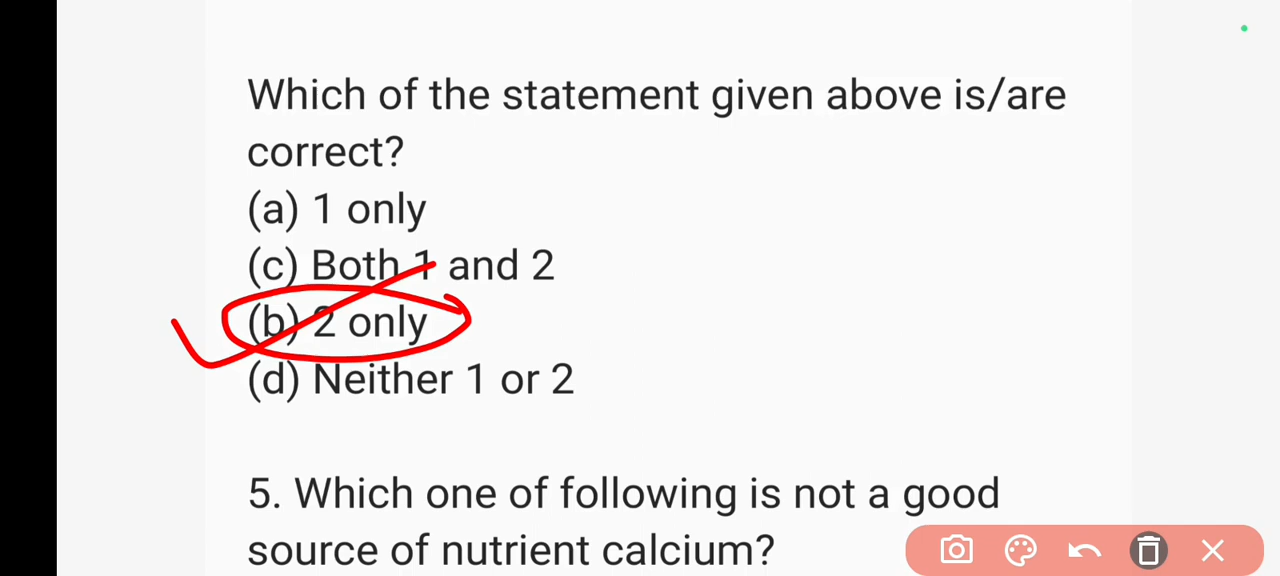 Which of the statement given above is/are
correct?
(a) 1 only
(c) Both 1 and 2
(b) 2 only
(d) Neither 1 or 2
5. Which one of following is not a good
source of nutrient calcium?